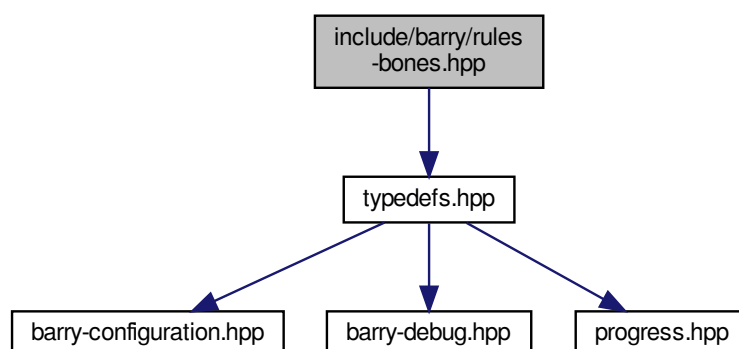 include/barry/rules
-bones.hpp
typedefs.hpp
barry-configuration.hpp
barry-debug.hpp
progress.hpp